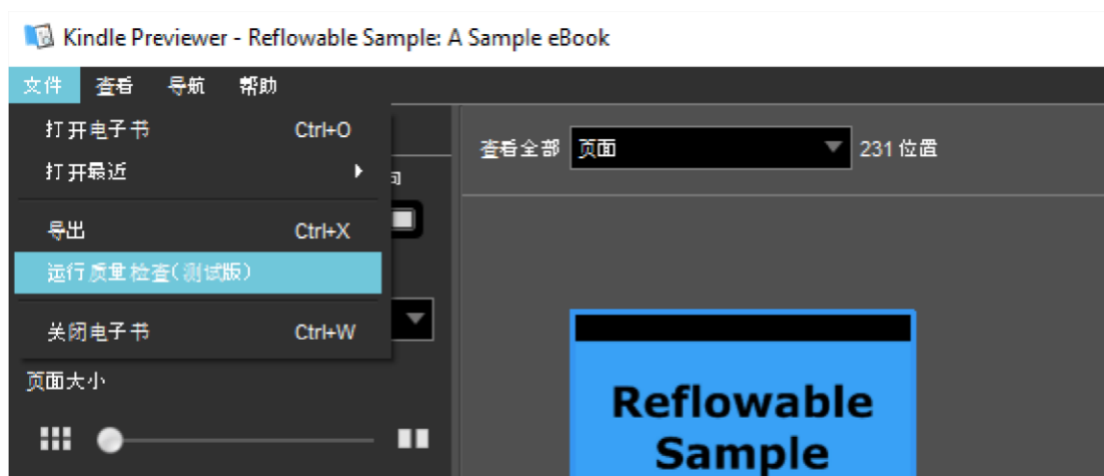 Kindle Previewer - Reflowable Sample: A Sample eBook
文件 查看 导航 帮助
打开电子书 Ctrl+O
打开最近
导出 Ctrl+X
运行质量检查(测试版)
关闭电子书 Ctrl+W
页面大小
查看全部 页面 231 位置
Reflowable
Sample